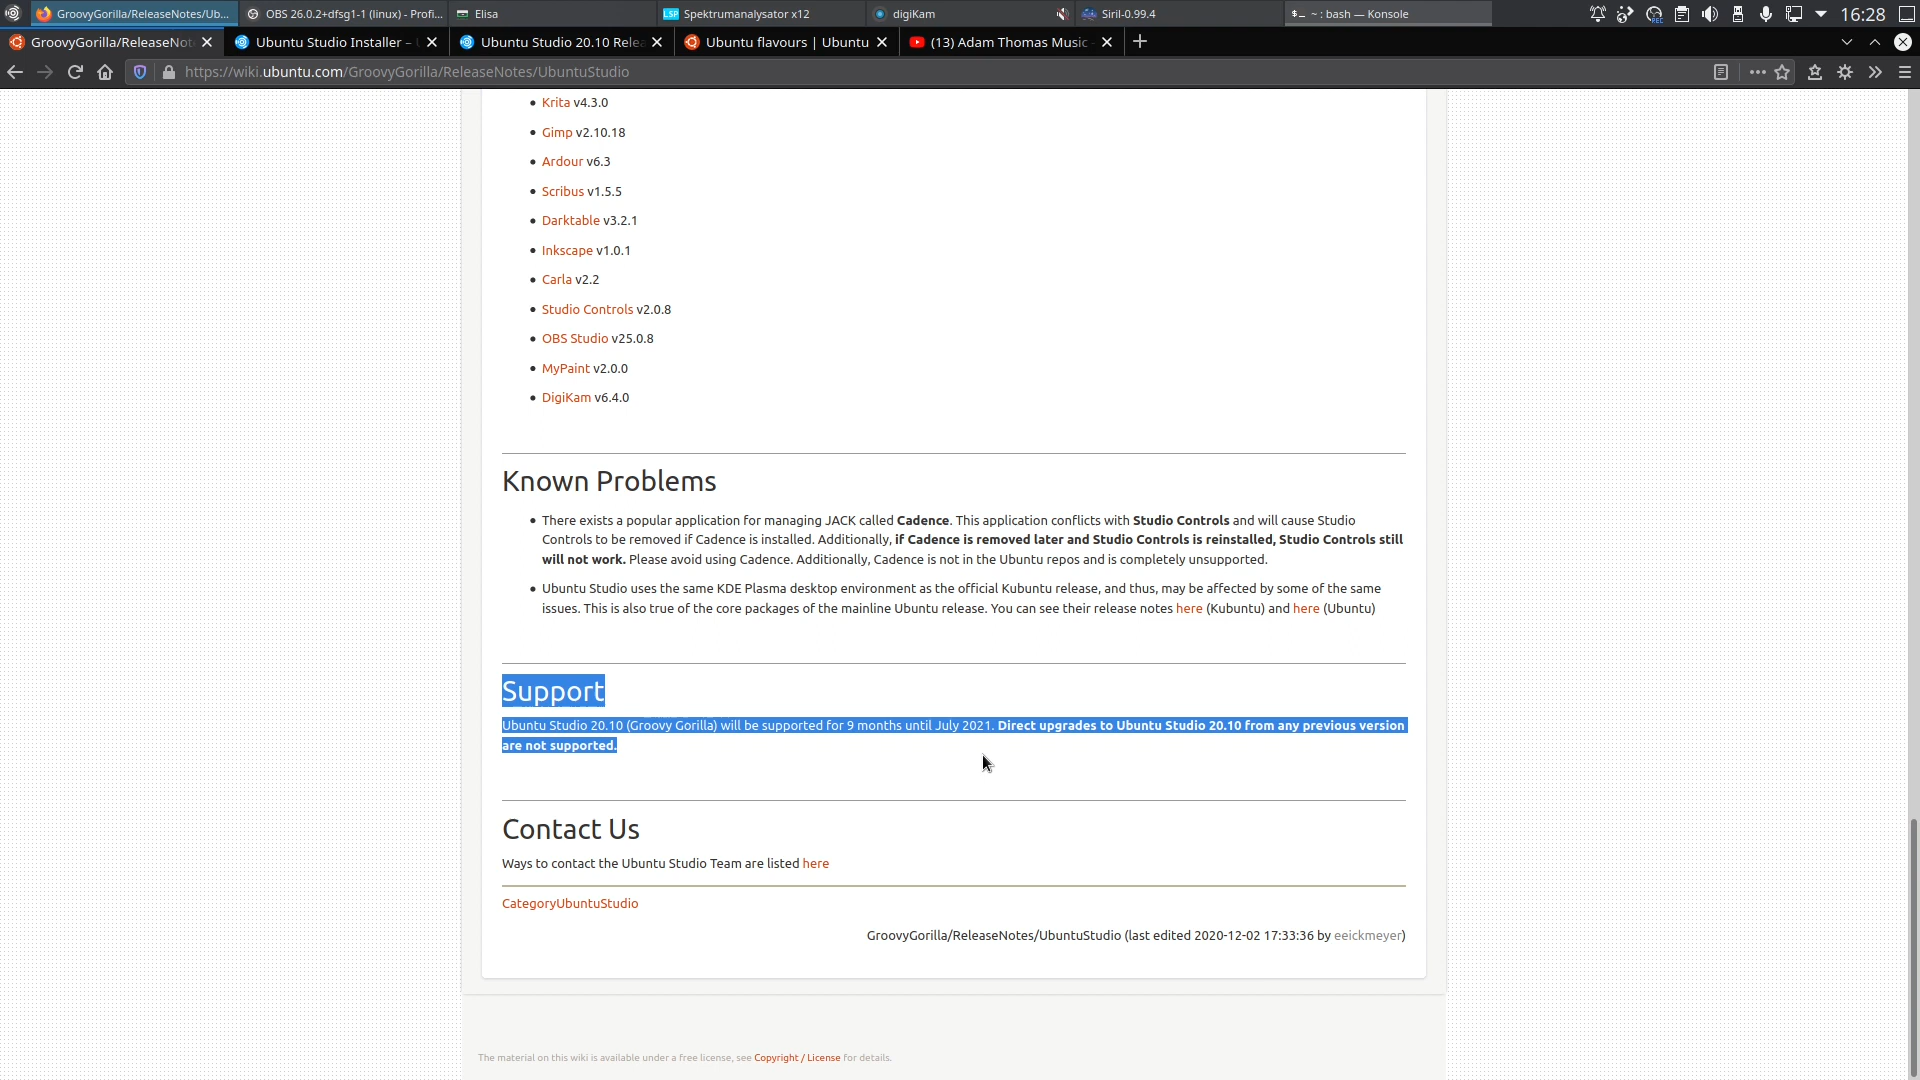 GroovyGorilla/ReleaseNotes/Ub...
OBS 26.0.2+dfsg1-1 (linux) - Profi...
Elisa
LSP
Spektrumanalysator x12
digiKam
Siril-0.99.4
~ : bash — Konsole
16:28
GroovyGorilla/ReleaseNot
Ubuntu Studio Installer –
Ubuntu Studio 20.10 Relea
Ubuntu flavours | Ubuntu
(13) Adam Thomas Music
https://wiki.ubuntu.com/GroovyGorilla/ReleaseNotes/UbuntuStudio
Krita v4.3.0
Gimp v2.10.18
Ardour v6.3
Scribus v1.5.5
Darktable v3.2.1
Inkscape v1.0.1
Carla v2.2
Studio Controls v2.0.8
OBS Studio v25.0.8
MyPaint v2.0.0
DigiKam v6.4.0
Known Problems
There exists a popular application for managing JACK called Cadence. This application conflicts with Studio Controls and will cause Studio
Controls to be removed if Cadence is installed. Additionally, if Cadence is removed later and Studio Controls is reinstalled, Studio Controls still
will not work. Please avoid using Cadence. Additionally, Cadence is not in the Ubuntu repos and is completely unsupported.
Ubuntu Studio uses the same KDE Plasma desktop environment as the official Kubuntu release, and thus, may be affected by some of the same
issues. This is also true of the core packages of the mainline Ubuntu release. You can see their release notes here (Kubuntu) and here (Ubuntu)
Support
Ubuntu Studio 20.10 (Groovy Gorilla) will be supported for 9 months until July 2021. Direct upgrades to Ubuntu Studio 20.10 from any previous version
are not supported.
Contact Us
Ways to contact the Ubuntu Studio Team are listed here
CategoryUbuntuStudio
GroovyGorilla/ReleaseNotes/UbuntuStudio (last edited 2020-12-02 17:33:36 by eeickmeyer)
The material on this wiki is available under a free license, see Copyright / License for details.